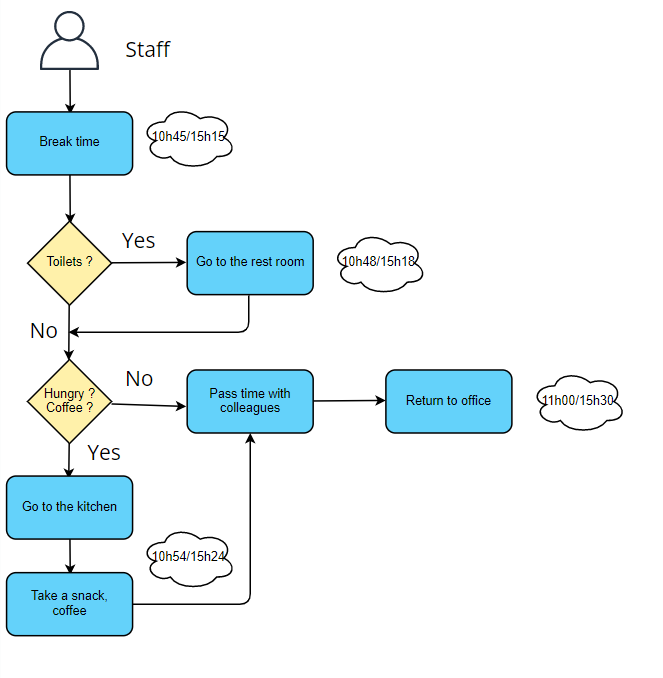 Staff
Break time
10h45/15h15
Toilets ?
Yes
Go to the rest room
10h48/15h18
No
Hungry ?
Coffee ?
No
Pass time with
colleagues
Return to office
11h00/15h30
Yes
Go to the kitchen
10h54/15h24
Take a snack,
coffee